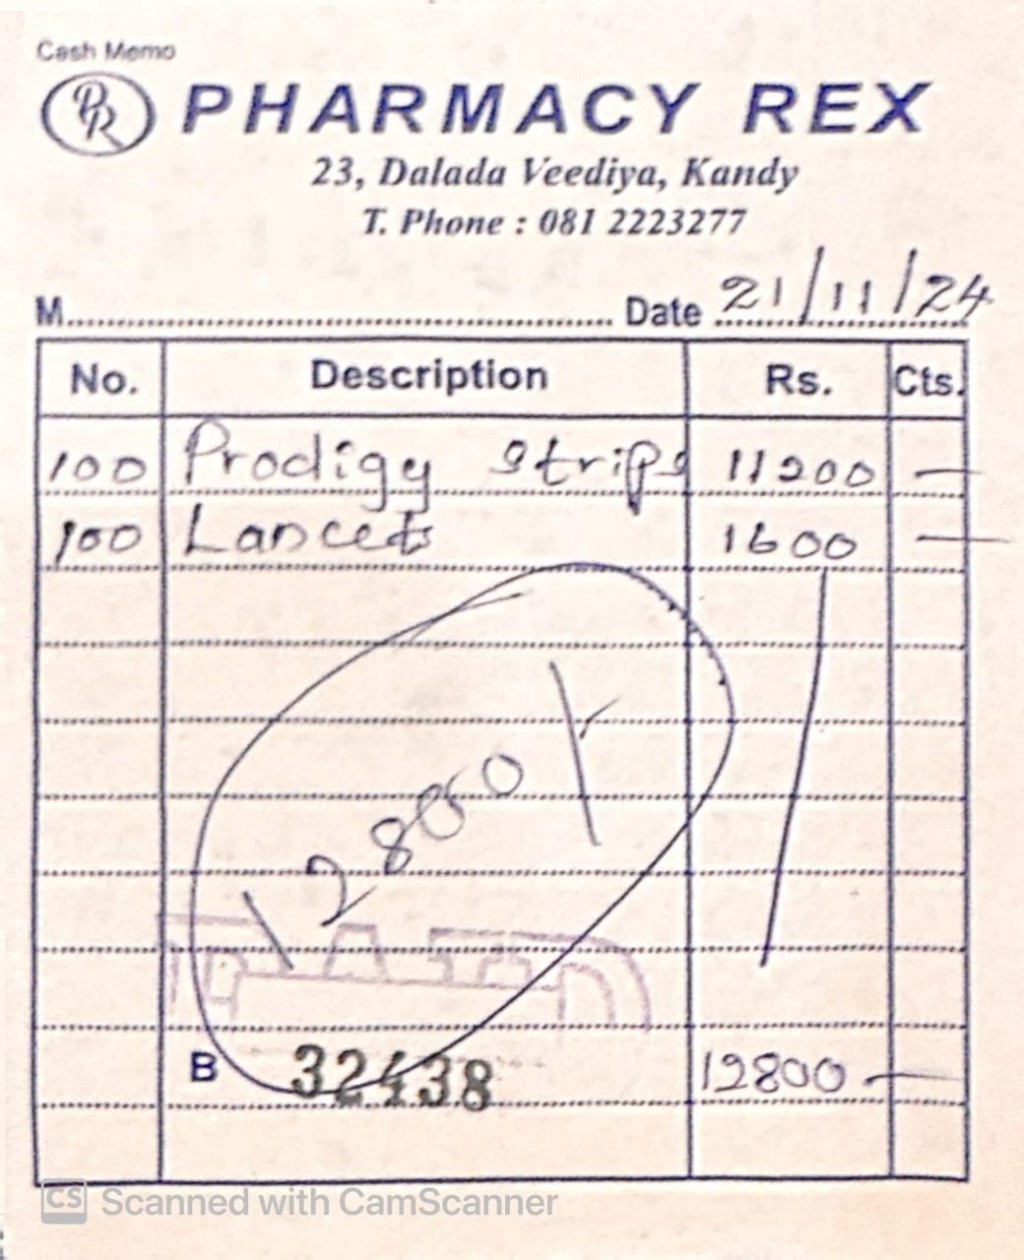 Cash Memo
PR PHARMACY REX
23, Dalada Veediya, Kandy
T. Phone : 081 2223277
M.......................................................... Date 21/11/24
No. Description Rs. Cts.
100 Prodigy strips 11200 —
100 Lancets 1600 —
12800/-
B 32438 12800 —
CS Scanned with CamScanner